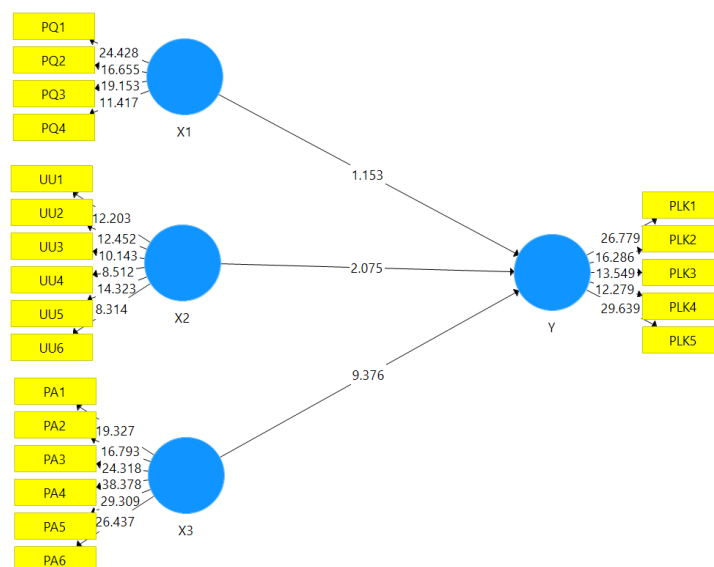 PQ1
PQ2
PQ3
PQ4
24.428
16.655
19.153
11.417
X1
1.153
UU1
UU2
UU3
UU4
UU5
UU6
12.203
12.452
10.143
8.512
14.323
8.314
X2
2.075
PA1
PA2
PA3
PA4
PA5
PA6
19.327
16.793
24.318
38.378
29.309
26.437
X3
9.376
Y
26.779
16.286
13.549
12.279
29.639
PLK1
PLK2
PLK3
PLK4
PLK5